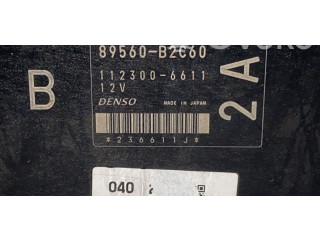 89560-B2C60
112300-6611
12V
DENSO MADE IN JAPAN
B
2A
*236611J*
040